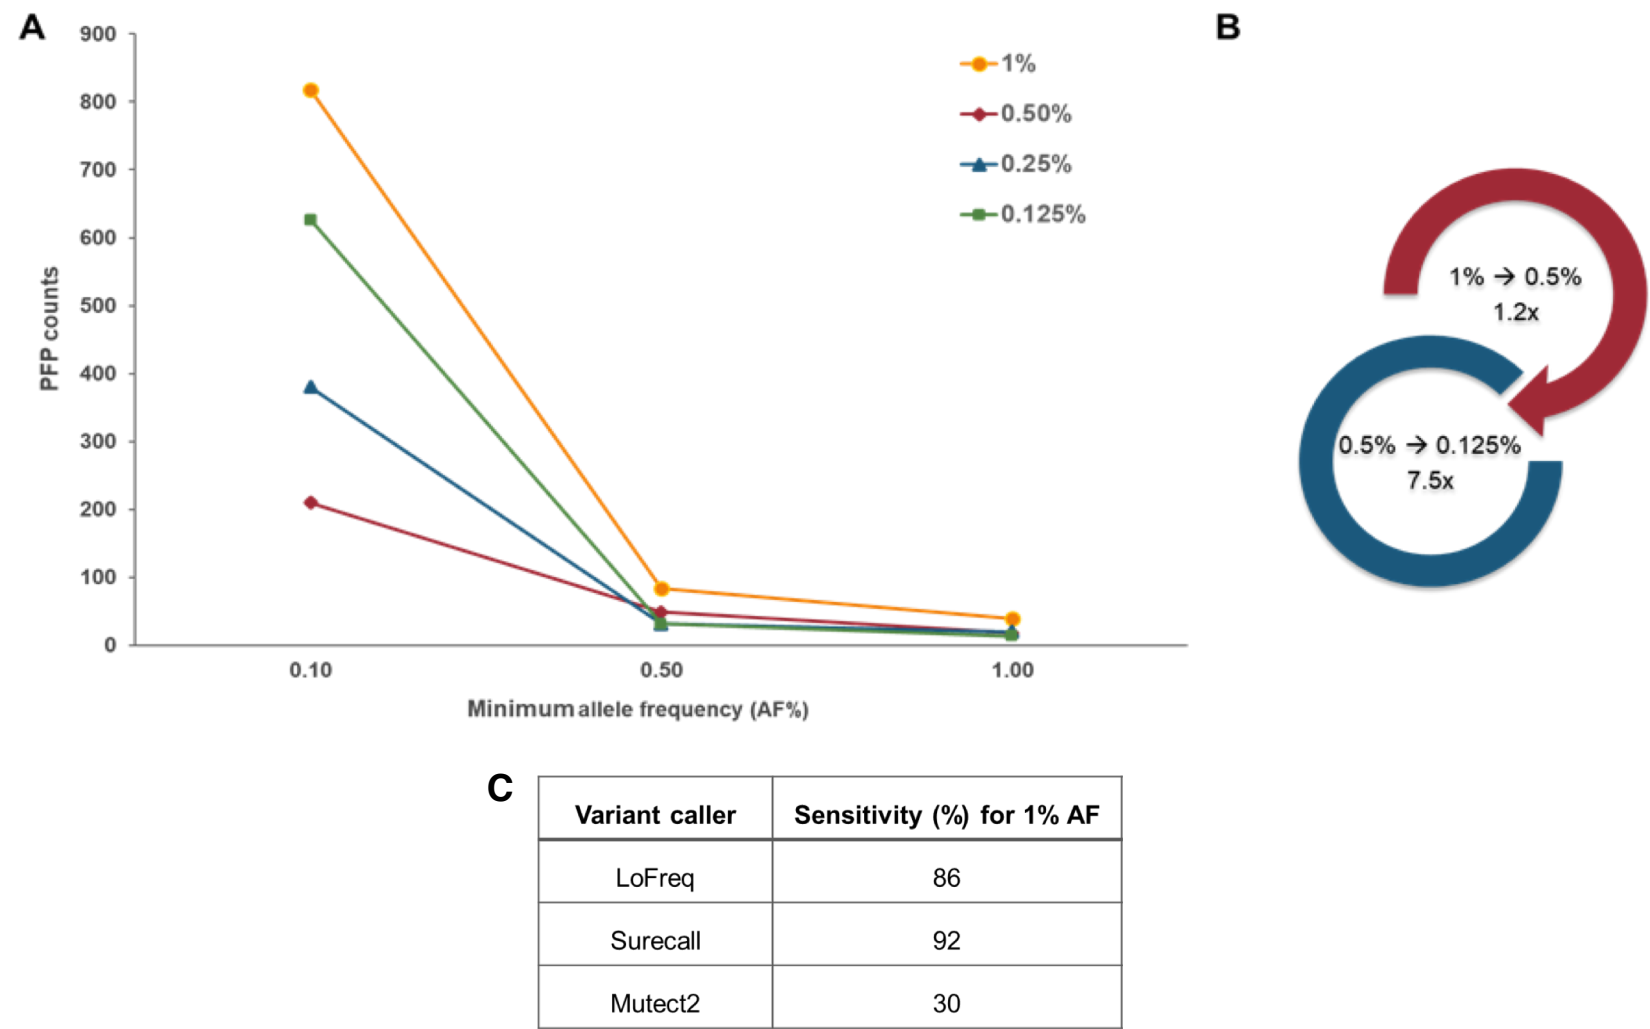 A
900
800
700
600
500
400
300
200
100
0
PFP counts
0.10
0.50
1.00
Minimum allele frequency (AF%)
1%
0.50%
0.25%
0.125%
B
1% → 0.5%
1.2x
0.5% → 0.125%
7.5x
C
Variant caller
Sensitivity (%) for 1% AF
LoFreq
86
Surecall
92
Mutect2
30